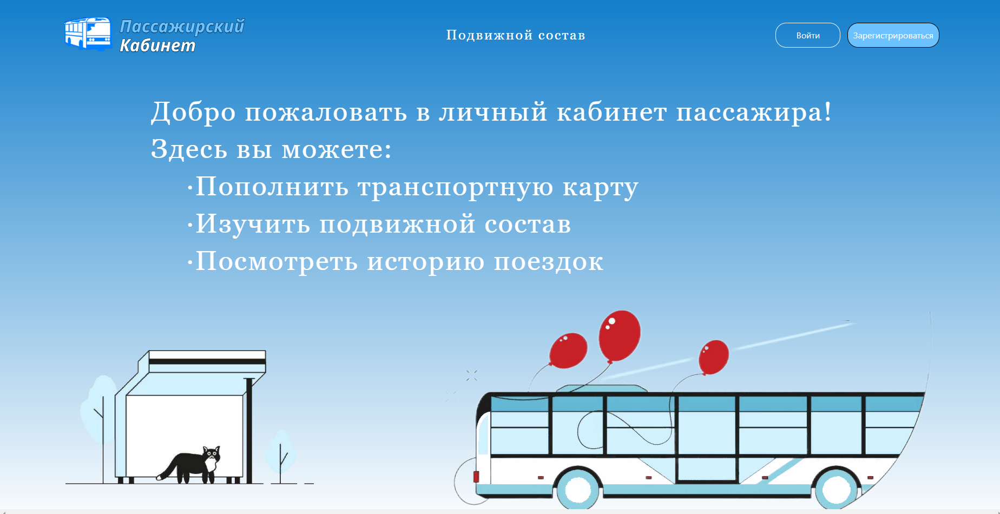 Пассажирский
Кабинет
Подвижной состав
Войти
Зарегистрироваться
Добро пожаловать в личный кабинет пассажира!
Здесь вы можете:
·Пополнить транспортную карту
·Изучить подвижной состав
·Посмотреть историю поездок